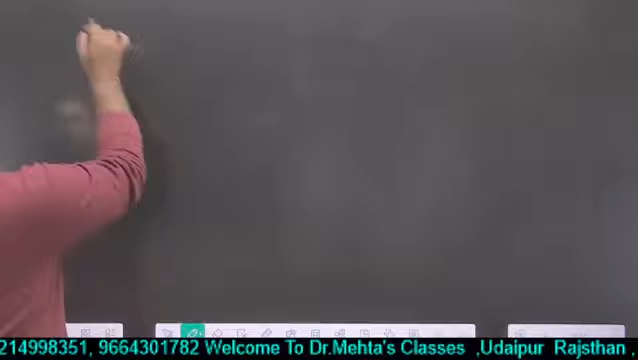 214998351, 9664301782 Welcome To Dr.Mehta's Classes ,Udaipur Rajsthan .